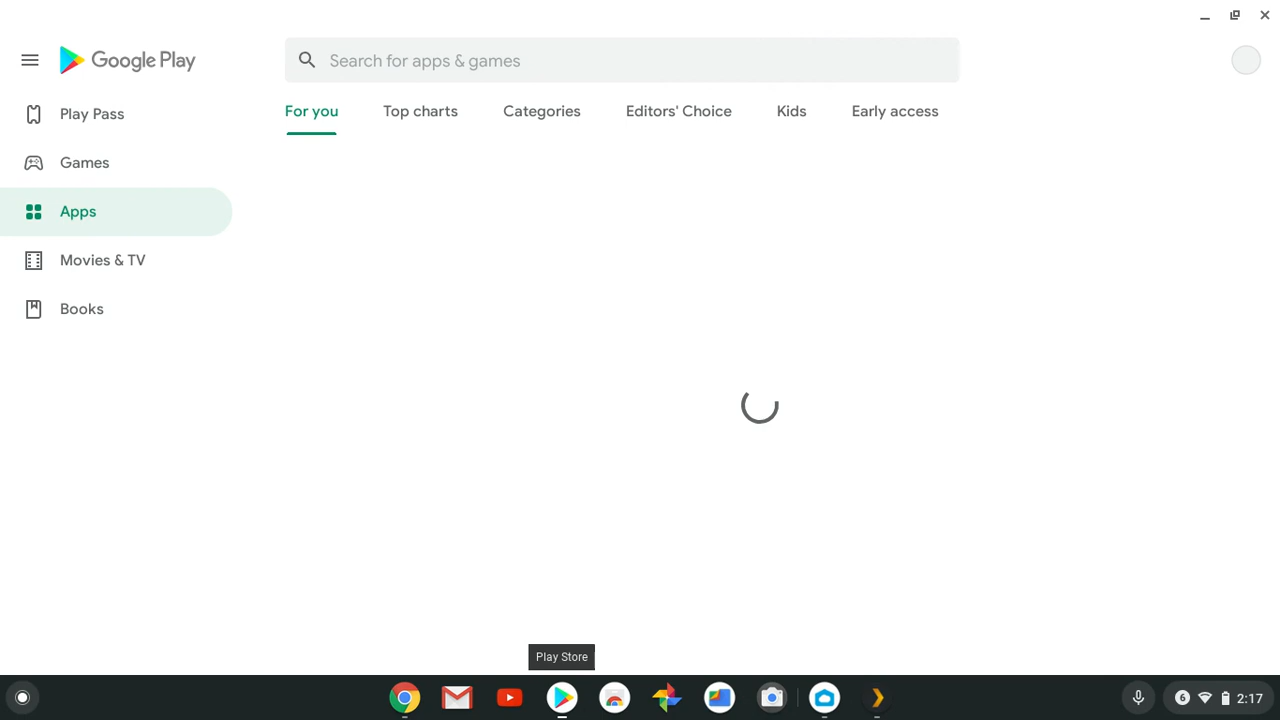 Google Play
Search for apps & games
For you
Top charts
Categories
Editors' Choice
Kids
Early access
Play Pass
Games
Apps
Movies & TV
Books
Play Store
6
2:17